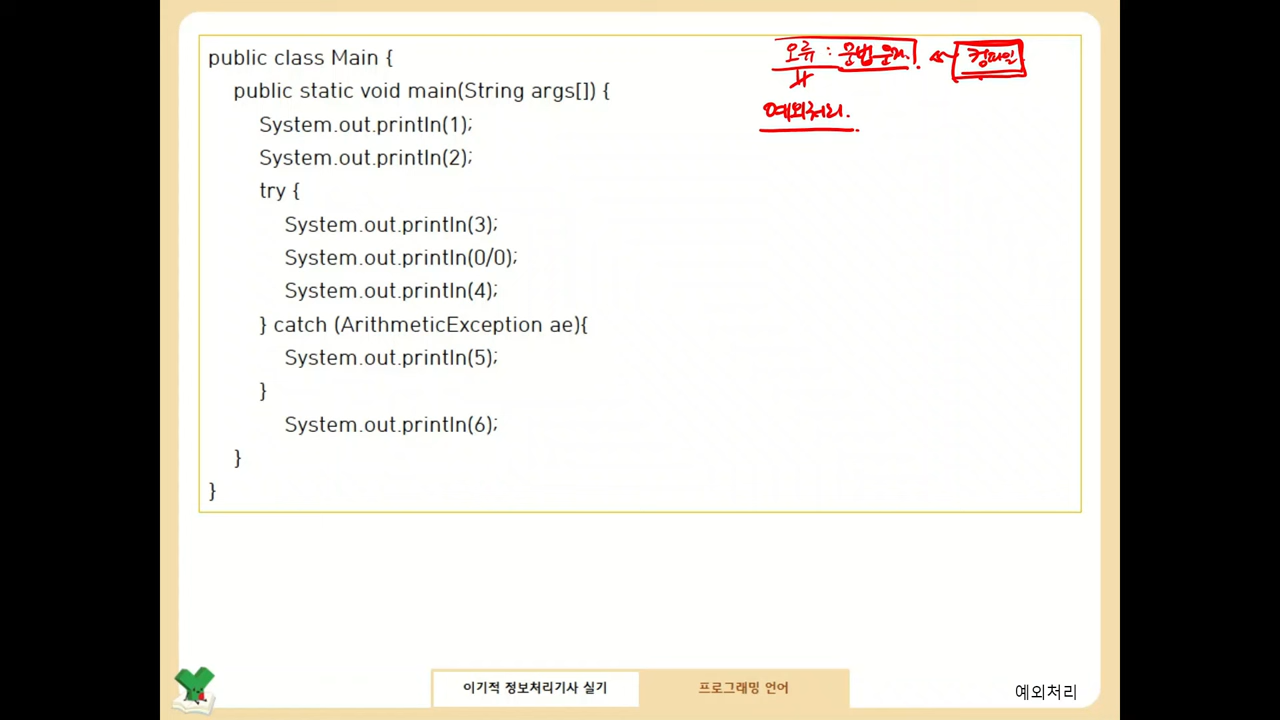 public class Main {
public static void main(String args[]) {
System.out.println(1);
System.out.println(2);
try {
System.out.println(3);
System.out.println(0/0);
System.out.println(4);
} catch (ArithmeticException ae){
System.out.println(5);
}
System.out.println(6);
}
}
오류 : 문법 문제. 컴파일
예외처리.
이기적 정보처리기사 실기
프로그래밍 언어
예외처리